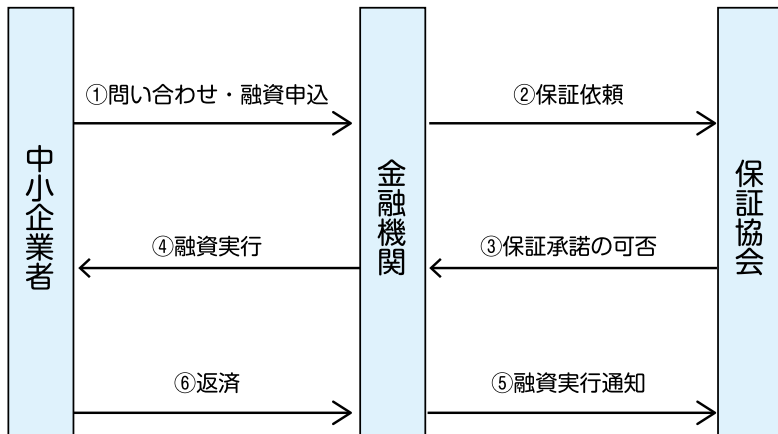 ①問い合わせ・融資申込
②保証依頼
中小企業者
金融機関
保証協会
④融資実行
③保証承諾の可否
⑥返済
⑤融資実行通知